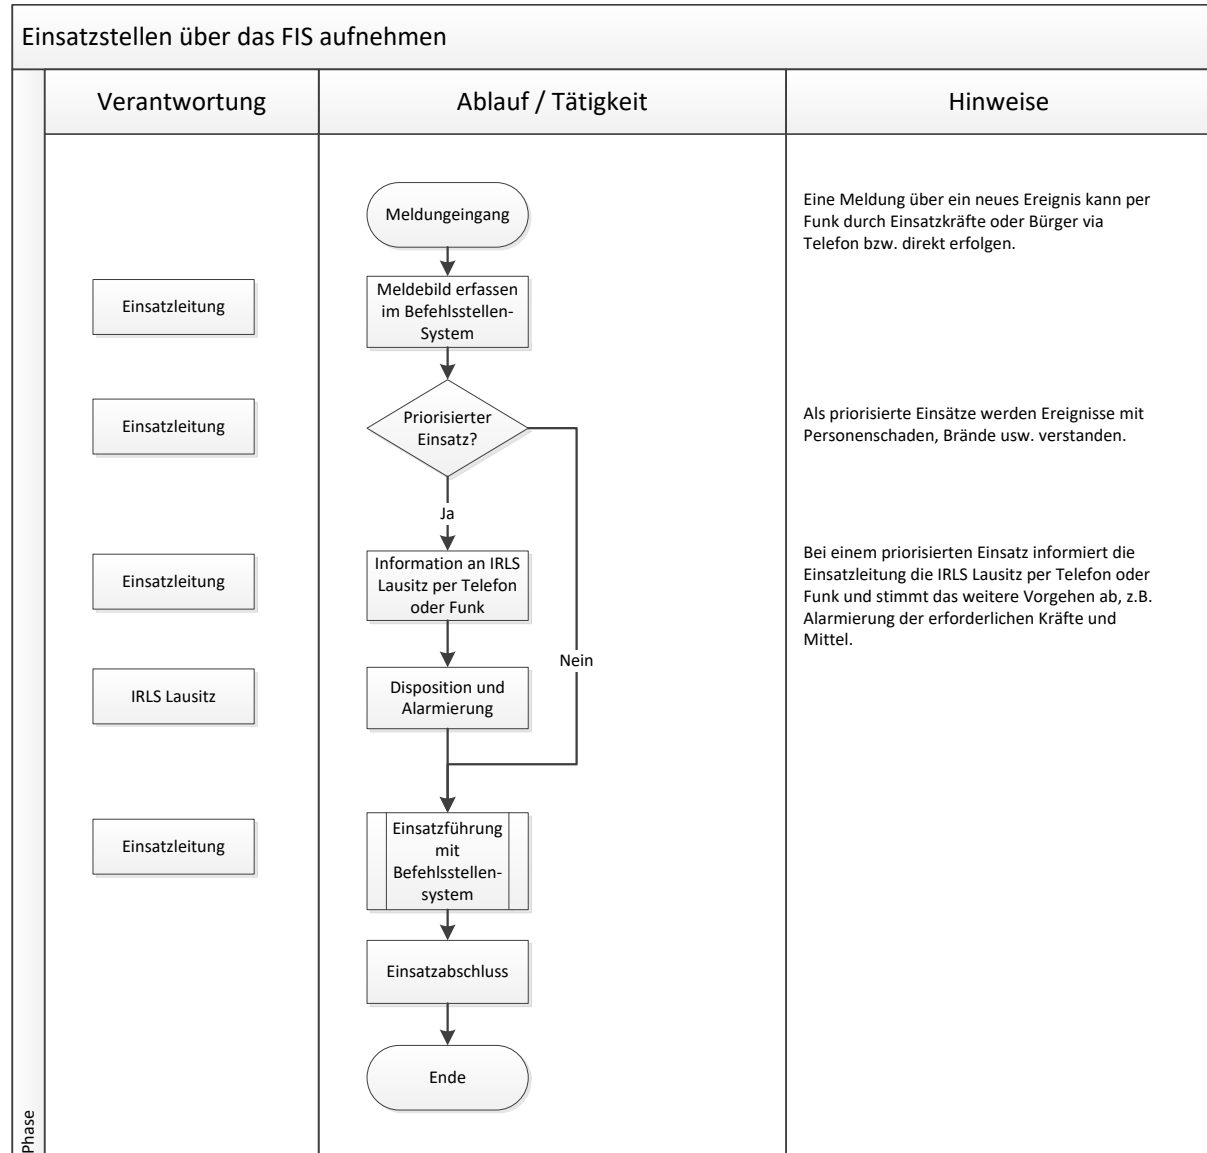 Einsatzstellen über das FIS aufnehmen
Verantwortung
Ablauf / Tätigkeit
Hinweise
Meldungeingang
Eine Meldung über ein neues Ereignis kann per
Funk durch Einsatzkräfte oder Bürger via
Telefon bzw. direkt erfolgen.
Einsatzleitung
Meldebild erfassen
im Befehlsstellen-
System
Einsatzleitung
Priorisierter
Einsatz?
Als priorisierte Einsätze werden Ereignisse mit
Personenschaden, Brände usw. verstanden.
Ja
Einsatzleitung
Information an IRLS
Lausitz per Telefon
oder Funk
Bei einem priorisierten Einsatz informiert die
Einsatzleitung die IRLS Lausitz per Telefon oder
Funk und stimmt das weitere Vorgehen ab, z.B.
Alarmierung der erforderlichen Kräfte und
Mittel.
Nein
IRLS Lausitz
Disposition und
Alarmierung
Einsatzleitung
Einsatzführung
mit
Befehlsstellen-
system
Einsatzabschluss
Ende
Phase